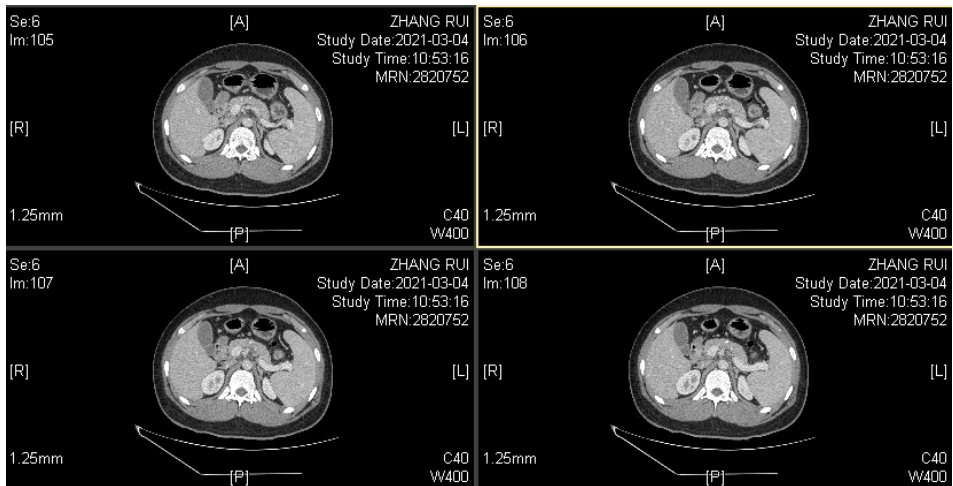 Se:6
Im:105
[A]
ZHANG RUI
Study Date:2021-03-04
Study Time:10:53:16
MRN:2820752
[R]
[L]
1.25mm
[P]
C40
W400
Se:6
Im:106
[A]
ZHANG RUI
Study Date:2021-03-04
Study Time:10:53:16
MRN:2820752
[R]
[L]
1.25mm
[P]
C40
W400
Se:6
Im:107
[A]
ZHANG RUI
Study Date:2021-03-04
Study Time:10:53:16
MRN:2820752
[R]
[L]
1.25mm
[P]
C40
W400
Se:6
Im:108
[A]
ZHANG RUI
Study Date:2021-03-04
Study Time:10:53:16
MRN:2820752
[R]
[L]
1.25mm
[P]
C40
W400